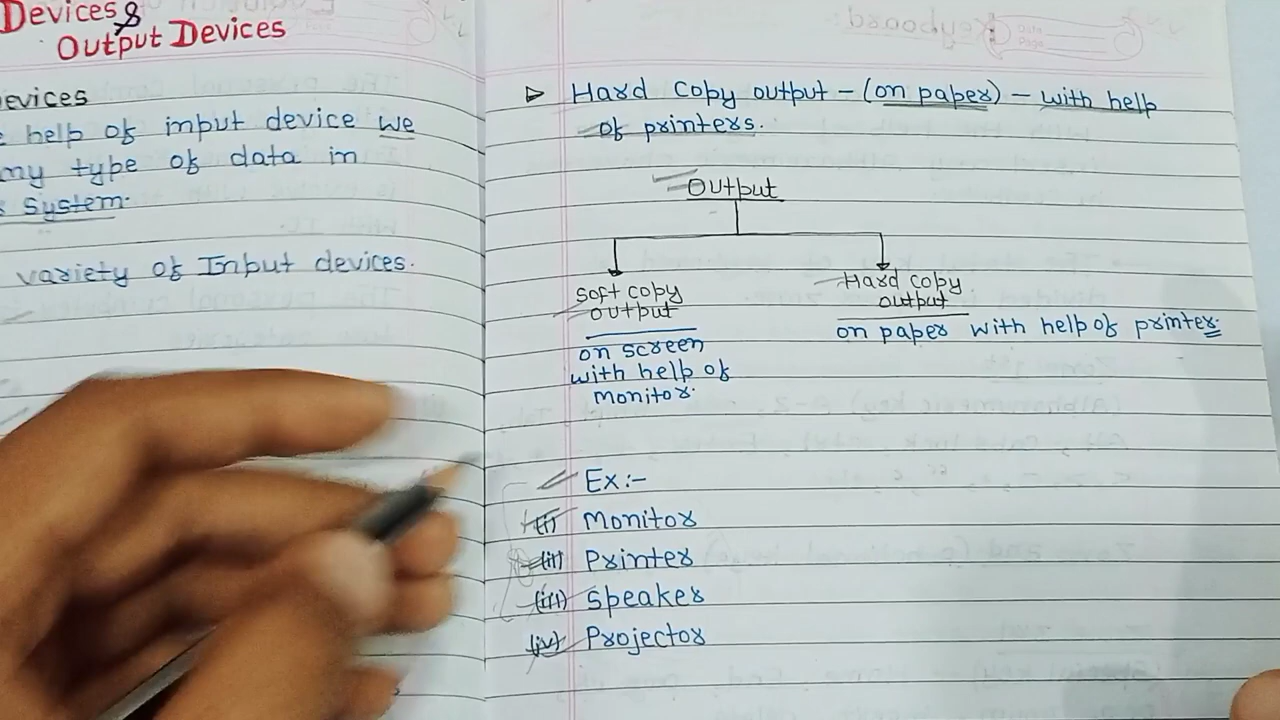 Devices &
Output Devices
evices
help of input device we
my type of data in
System.
variety of Input devices.
▷ Hard Copy output - (on paper) - with help
of printers.
Output
Soft copy
output
Hard copy
output
on screen
with help of
monitor.
on paper with help of printer.
Ex:-
(i) Monitor
(ii) Printer
(iii) Speaker
(iv) Projector